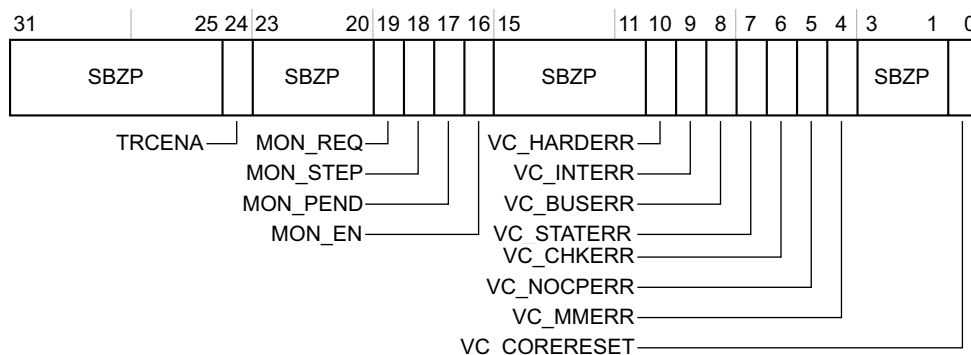 31 25 24 23 20 19 18 17 16 15 11 10 9 8 7 6 5 4 3 1 0
SBZP SBZP SBZP SBZP
TRCENA MON_REQ VC_HARDERR
MON_STEP VC_INTERR
MON_PEND VC_BUSERR
MON_EN VC_STATERR
VC_CHKERR
VC_NOCPERR
VC_MMERR
VC_CORERESET